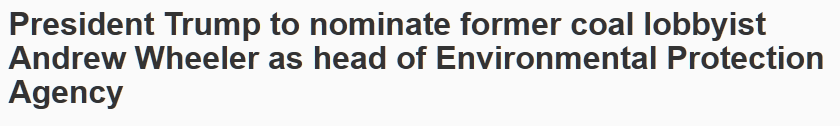 President Trump to nominate former coal lobbyist
Andrew Wheeler as head of Environmental Protection
Agency